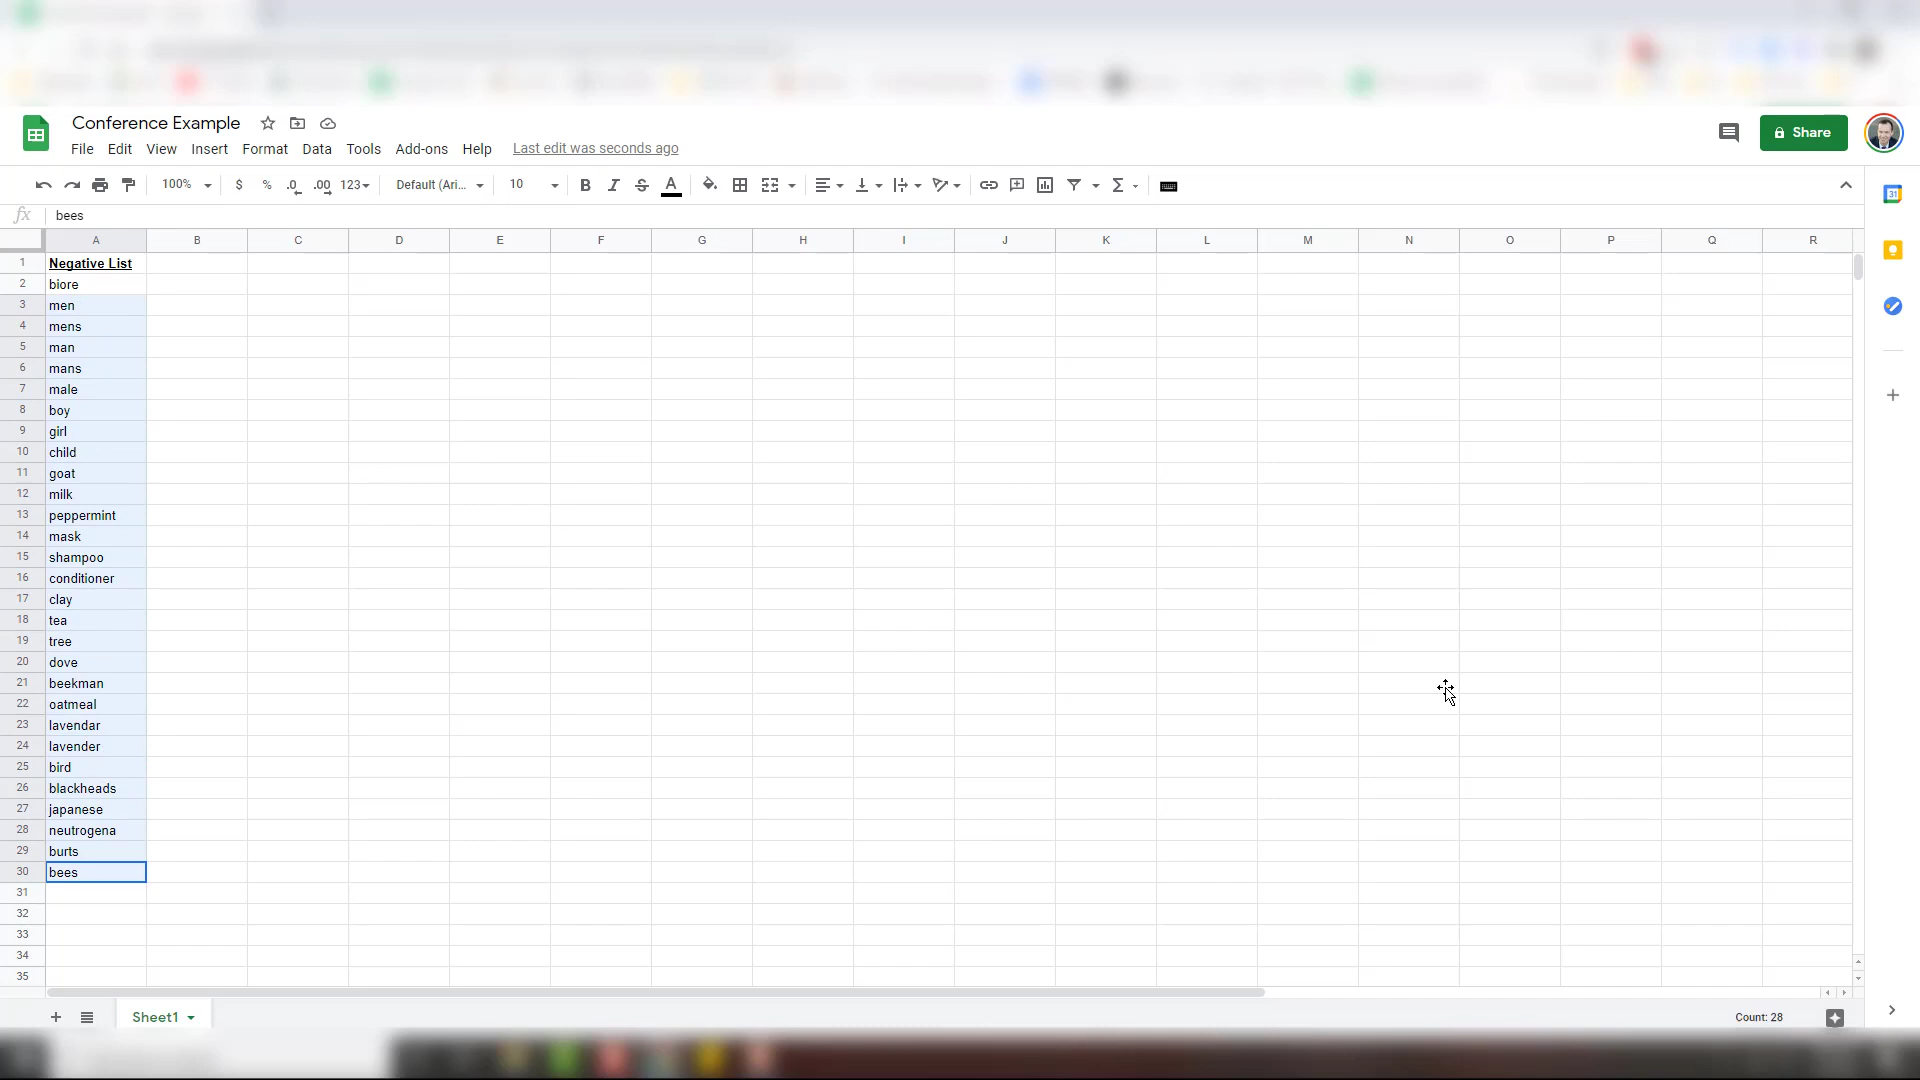 Conference Example
Share
File Edit View Insert Format Data Tools Add-ons Help Last edit was seconds ago
100% $ % .0 .00 123 Default (Ari... 10 B I S A Σ
31
fx bees
A B C D E F G H I J K L M N O P Q R
1 Negative List
2 biore
3 men
4 mens
5 man
6 mans
7 male
8 boy
9 girl
10 child
11 goat
12 milk
13 peppermint
14 mask
15 shampoo
16 conditioner
17 clay
18 tea
19 tree
20 dove
21 beekman
22 oatmeal
23 lavendar
24 lavender
25 bird
26 blackheads
27 japanese
28 neutrogena
29 burts
30 bees
31
32
33
34
35
Sheet1
Count: 28